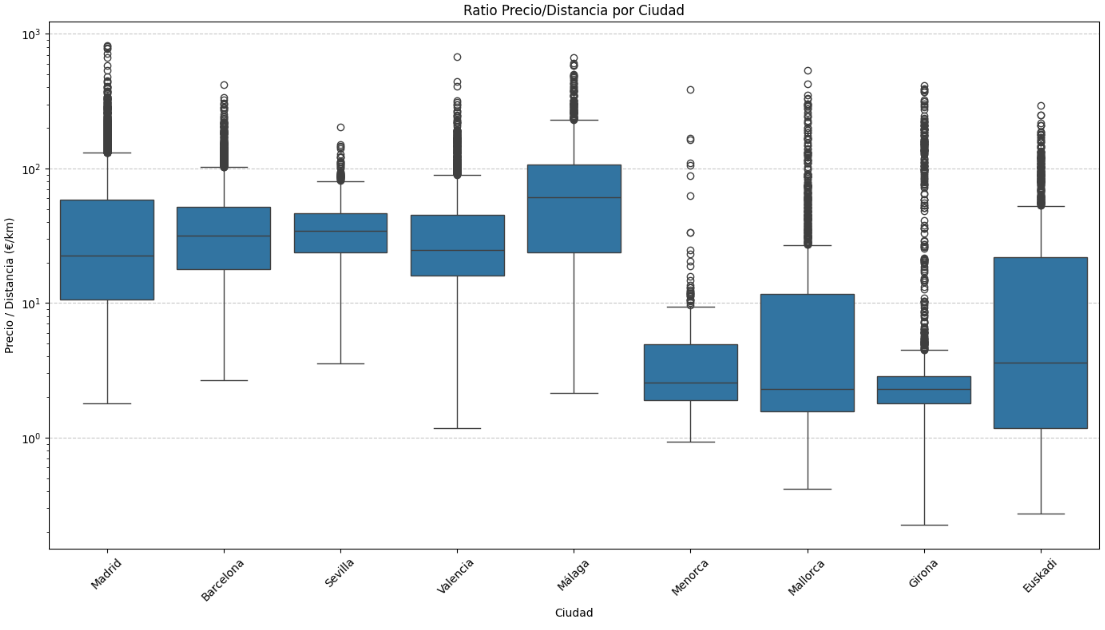 Ratio Precio/Distancia por Ciudad
Precio / Distancia (€/km)
10³
10²
10¹
10⁰
Madrid
Barcelona
Sevilla
Valencia
Málaga
Menorca
Mallorca
Girona
Euskadi
Ciudad